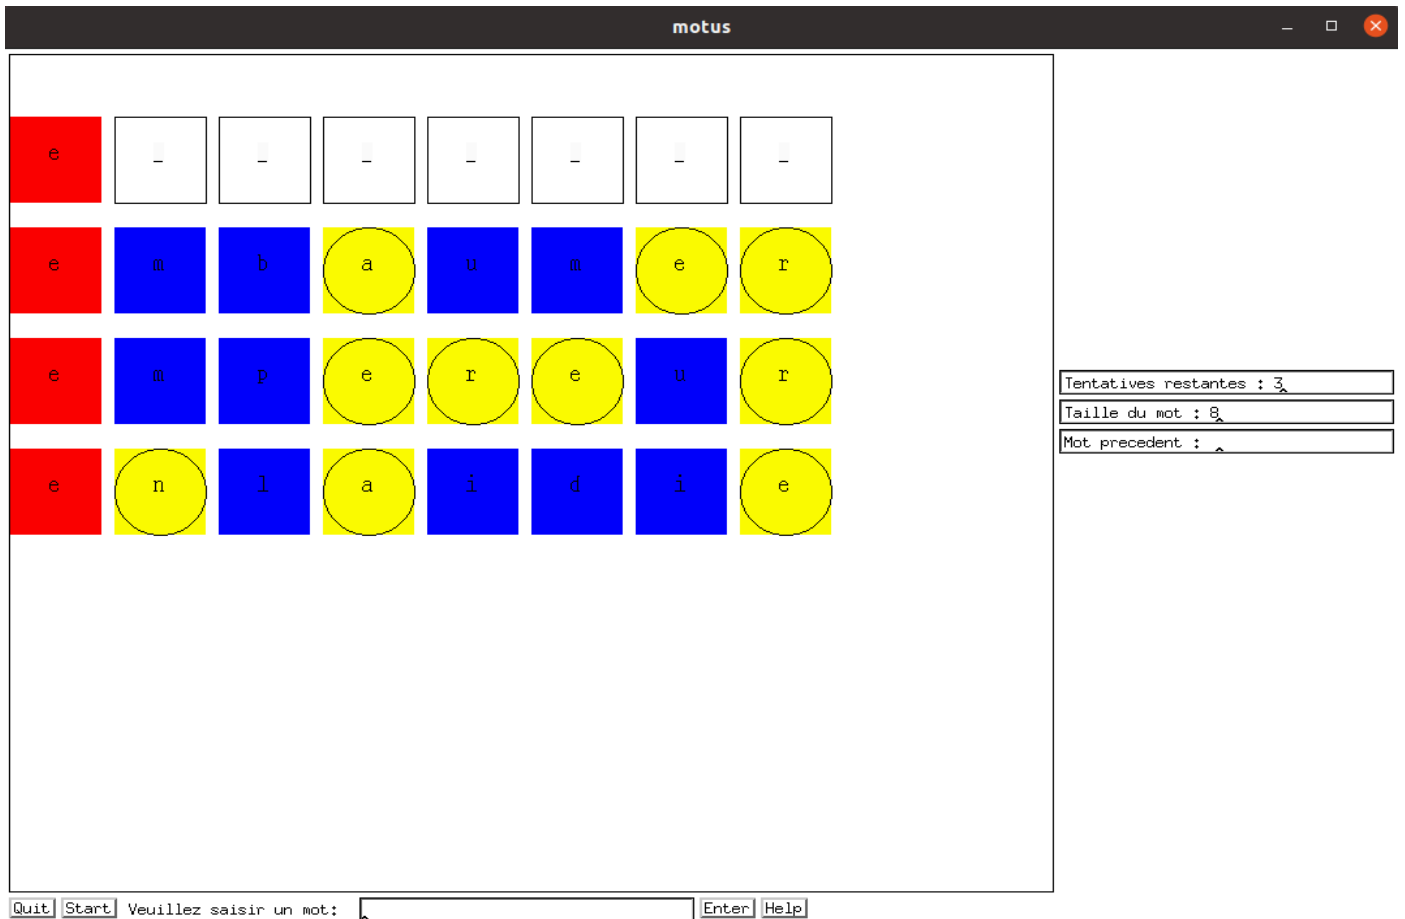 motus
e _ _ _ _ _ _ _
e m b a u m e r
e m p e r e u r
e n l a i d i e
Tentatives restantes : 3
Taille du mot : 8
Mot precedent :
Quit Start Veuillez saisir un mot: Enter Help